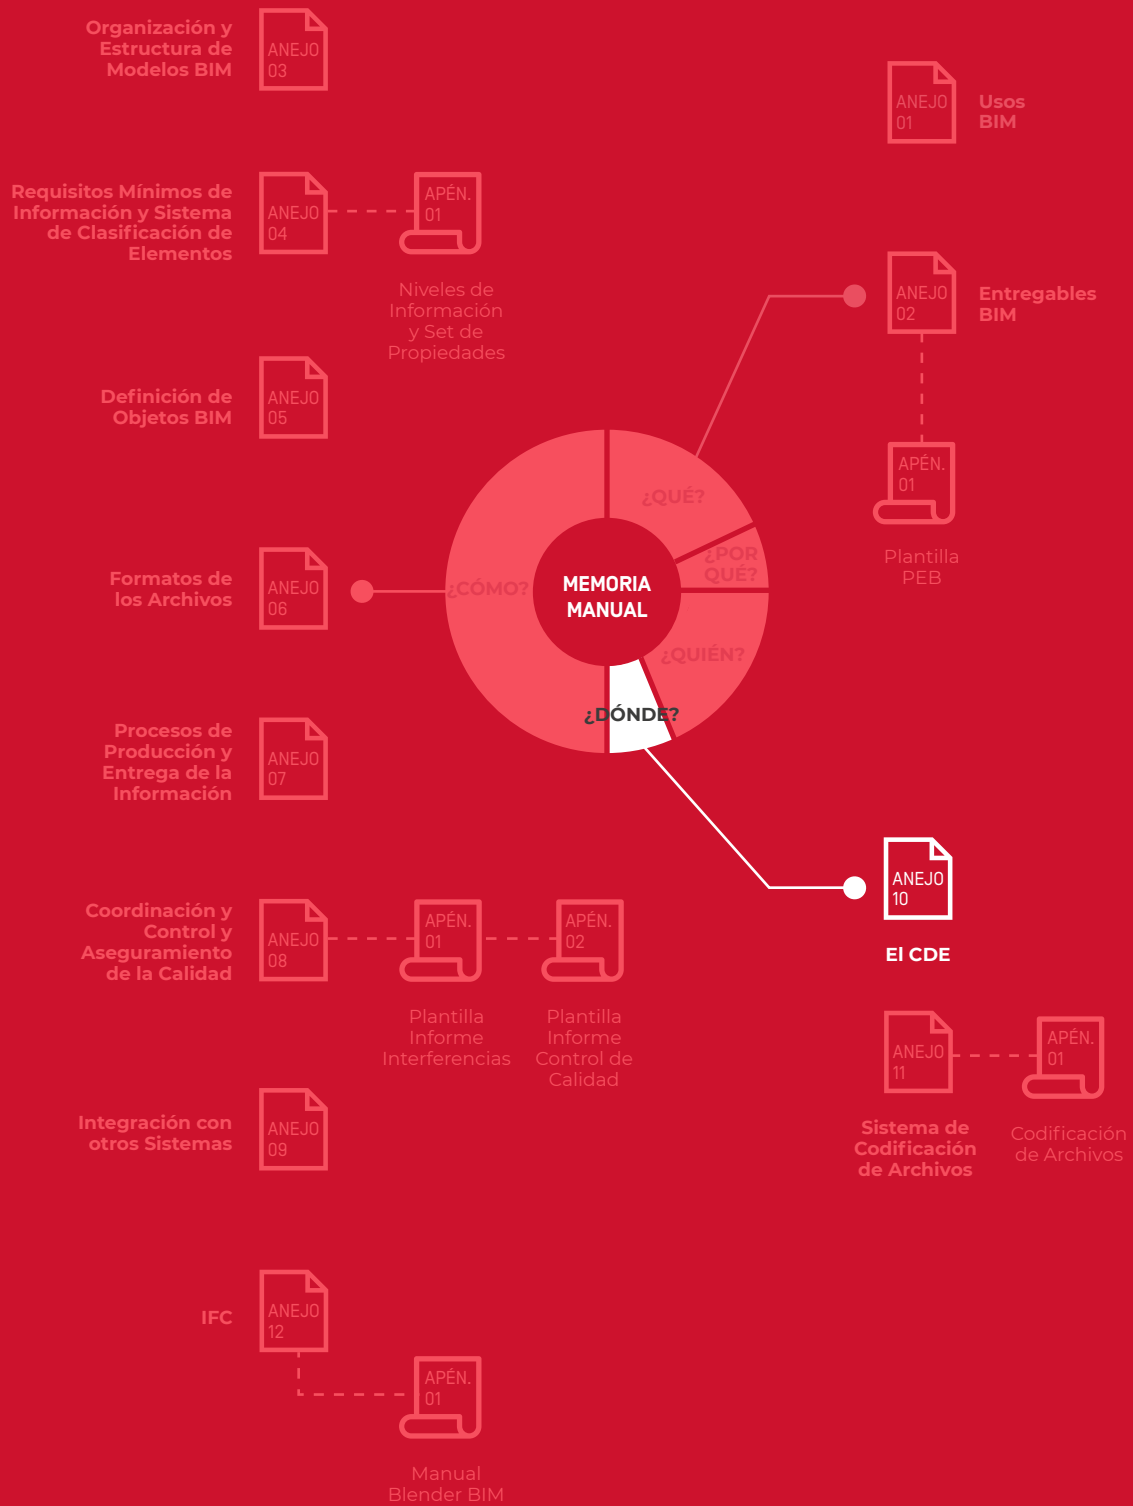 Organización y
Estructura de
Modelos BIM
ANEJO
03
ANEJO
01
Usos
BIM
Requisitos Mínimos de
Información y Sistema
de Clasificación de
Elementos
ANEJO
04
APÉN.
01
Niveles de
Información
y Set de
Propiedades
ANEJO
02
Entregables
BIM
Definición de
Objetos BIM
ANEJO
05
APÉN.
01
Plantilla
PEB
¿QUÉ?
¿POR
QUÉ?
¿CÓMO?
MEMORIA
MANUAL
¿QUIÉN?
¿DÓNDE?
Formatos de
los Archivos
ANEJO
06
Procesos de
Producción y
Entrega de la
Información
ANEJO
07
ANEJO
10
El CDE
Coordinación y
Control y
Aseguramiento
de la Calidad
ANEJO
08
APÉN.
01
Plantilla
Informe
Interferencias
APÉN.
02
Plantilla
Informe
Control de
Calidad
ANEJO
11
Sistema de
Codificación
de Archivos
APÉN.
01
Codificación
de Archivos
Integración con
otros Sistemas
ANEJO
09
IFC
ANEJO
12
APÉN.
01
Manual
Blender BIM